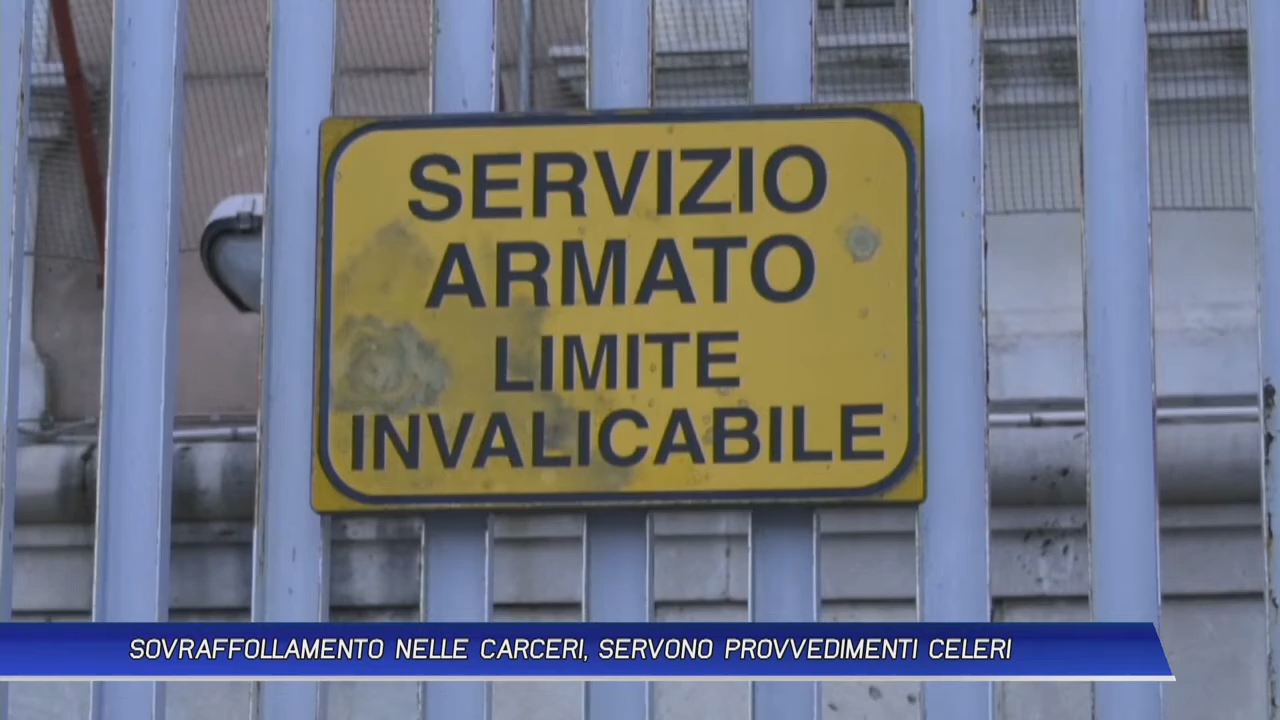 SERVIZIO
ARMATO
LIMITE
INVALICABILE
SOVRAFFOLLAMENTO NELLE CARCERI, SERVONO PROVVEDIMENTI CELERI